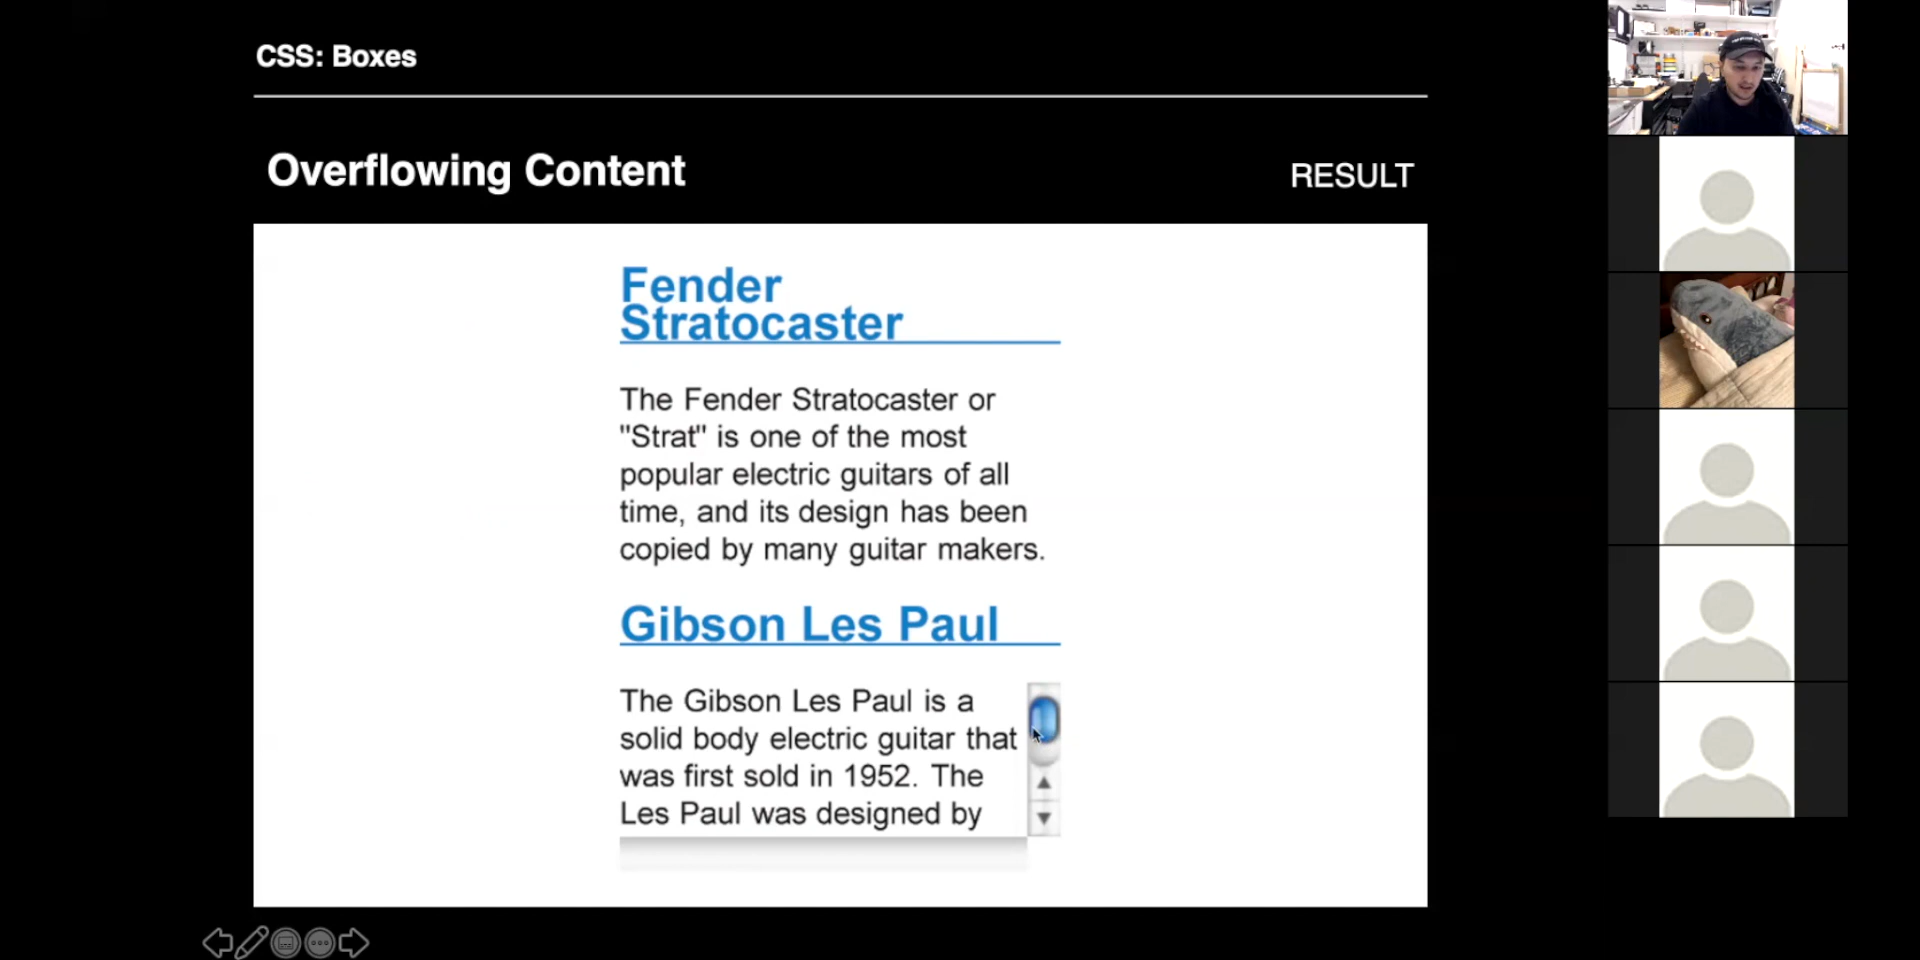 CSS: Boxes
Overflowing Content
RESULT
Fender
Stratocaster
The Fender Stratocaster or
"Strat" is one of the most
popular electric guitars of all
time, and its design has been
copied by many guitar makers.
Gibson Les Paul
The Gibson Les Paul is a
solid body electric guitar that
was first sold in 1952. The
Les Paul was designed by